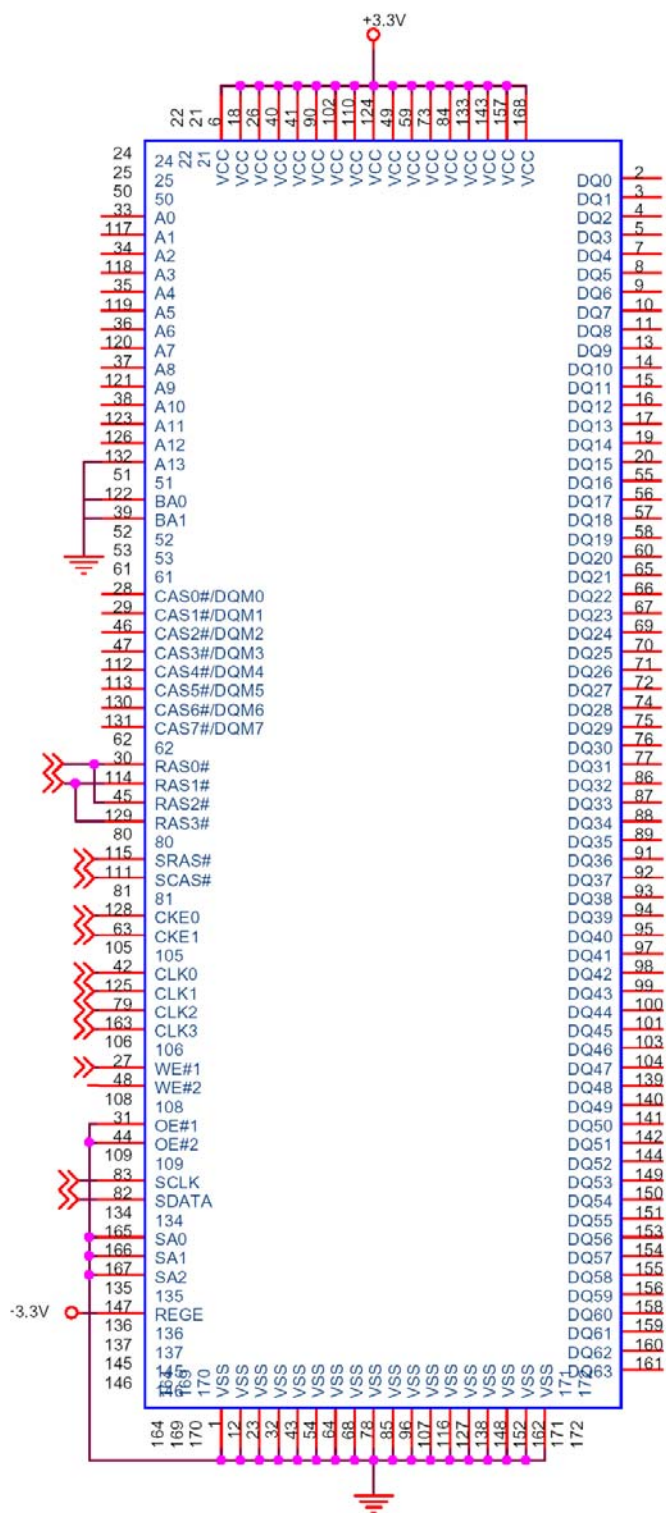 +3.3V
22 21 6 18 26 40 41 90 102 110 124 49 59 73 84 133 143 157 168
22 21 VCC VCC VCC VCC VCC VCC VCC VCC VCC VCC VCC VCC VCC VCC VCC VCC VCC
24 24
25 25
50 50
33 A0
117 A1
34 A2
118 A3
35 A4
119 A5
36 A6
120 A7
37 A8
121 A9
38 A10
123 A11
126 A12
132 A13
51 51
122 BA0
39 BA1
52 52
53 53
61 61
28 CAS0#/DQM0
29 CAS1#/DQM1
46 CAS2#/DQM2
47 CAS3#/DQM3
112 CAS4#/DQM4
113 CAS5#/DQM5
130 CAS6#/DQM6
131 CAS7#/DQM7
62 62
30 RAS0#
114 RAS1#
45 RAS2#
129 RAS3#
80 80
115 SRAS#
111 SCAS#
81 81
128 CKE0
63 CKE1
105 105
42 CLK0
125 CLK1
79 CLK2
163 CLK3
106 106
27 WE#1
48 WE#2
108 108
31 OE#1
44 OE#2
109 109
83 SCLK
82 SDATA
134 134
165 SA0
166 SA1
167 SA2
135 135
-3.3V 147 REGE
136 136
137 137
145 145
146 146
DQ0 2
DQ1 3
DQ2 4
DQ3 5
DQ4 7
DQ5 8
DQ6 9
DQ7 10
DQ8 11
DQ9 13
DQ10 14
DQ11 15
DQ12 16
DQ13 17
DQ14 19
DQ15 20
DQ16 55
DQ17 56
DQ18 57
DQ19 58
DQ20 60
DQ21 65
DQ22 66
DQ23 67
DQ24 69
DQ25 70
DQ26 71
DQ27 72
DQ28 74
DQ29 75
DQ30 76
DQ31 77
DQ32 86
DQ33 87
DQ34 88
DQ35 89
DQ36 91
DQ37 92
DQ38 93
DQ39 94
DQ40 95
DQ41 97
DQ42 98
DQ43 99
DQ44 100
DQ45 101
DQ46 103
DQ47 104
DQ48 139
DQ49 140
DQ50 141
DQ51 142
DQ52 144
DQ53 149
DQ54 150
DQ55 151
DQ56 153
DQ57 154
DQ58 155
DQ59 156
DQ60 158
DQ61 159
DQ62 160
DQ63 161
164 169 170 VSS VSS VSS VSS VSS VSS VSS VSS VSS VSS VSS VSS VSS VSS VSS VSS VSS VSS 171 172
164 169 170 1 12 23 32 43 54 64 68 78 85 96 107 116 127 138 148 152 162 171 172